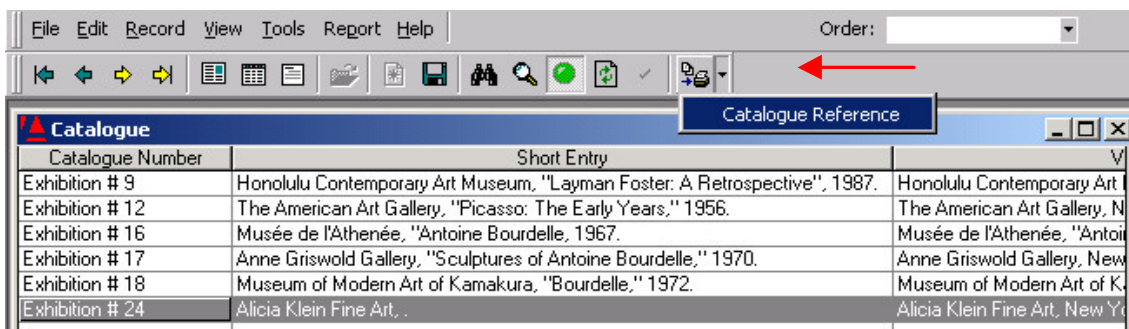 File Edit Record View Tools Report Help Order:
Catalogue Reference
Catalogue
Catalogue Number Short Entry V
Exhibition # 9 Honolulu Contemporary Art Museum, "Layman Foster: A Retrospective", 1987. Honolulu Contemporary Art
Exhibition # 12 The American Art Gallery, "Picasso: The Early Years," 1956. The American Art Gallery, N
Exhibition # 16 Musée de l'Athenée, "Antoine Bourdelle, 1967. Musée de l'Athenée, "Antoi
Exhibition # 17 Anne Griswold Gallery, "Sculptures of Antoine Bourdelle," 1970. Anne Griswold Gallery, New
Exhibition # 18 Museum of Modern Art of Kamakura, "Bourdelle," 1972. Museum of Modern Art of K
Exhibition # 24 Alicia Klein Fine Art, . Alicia Klein Fine Art, New Y